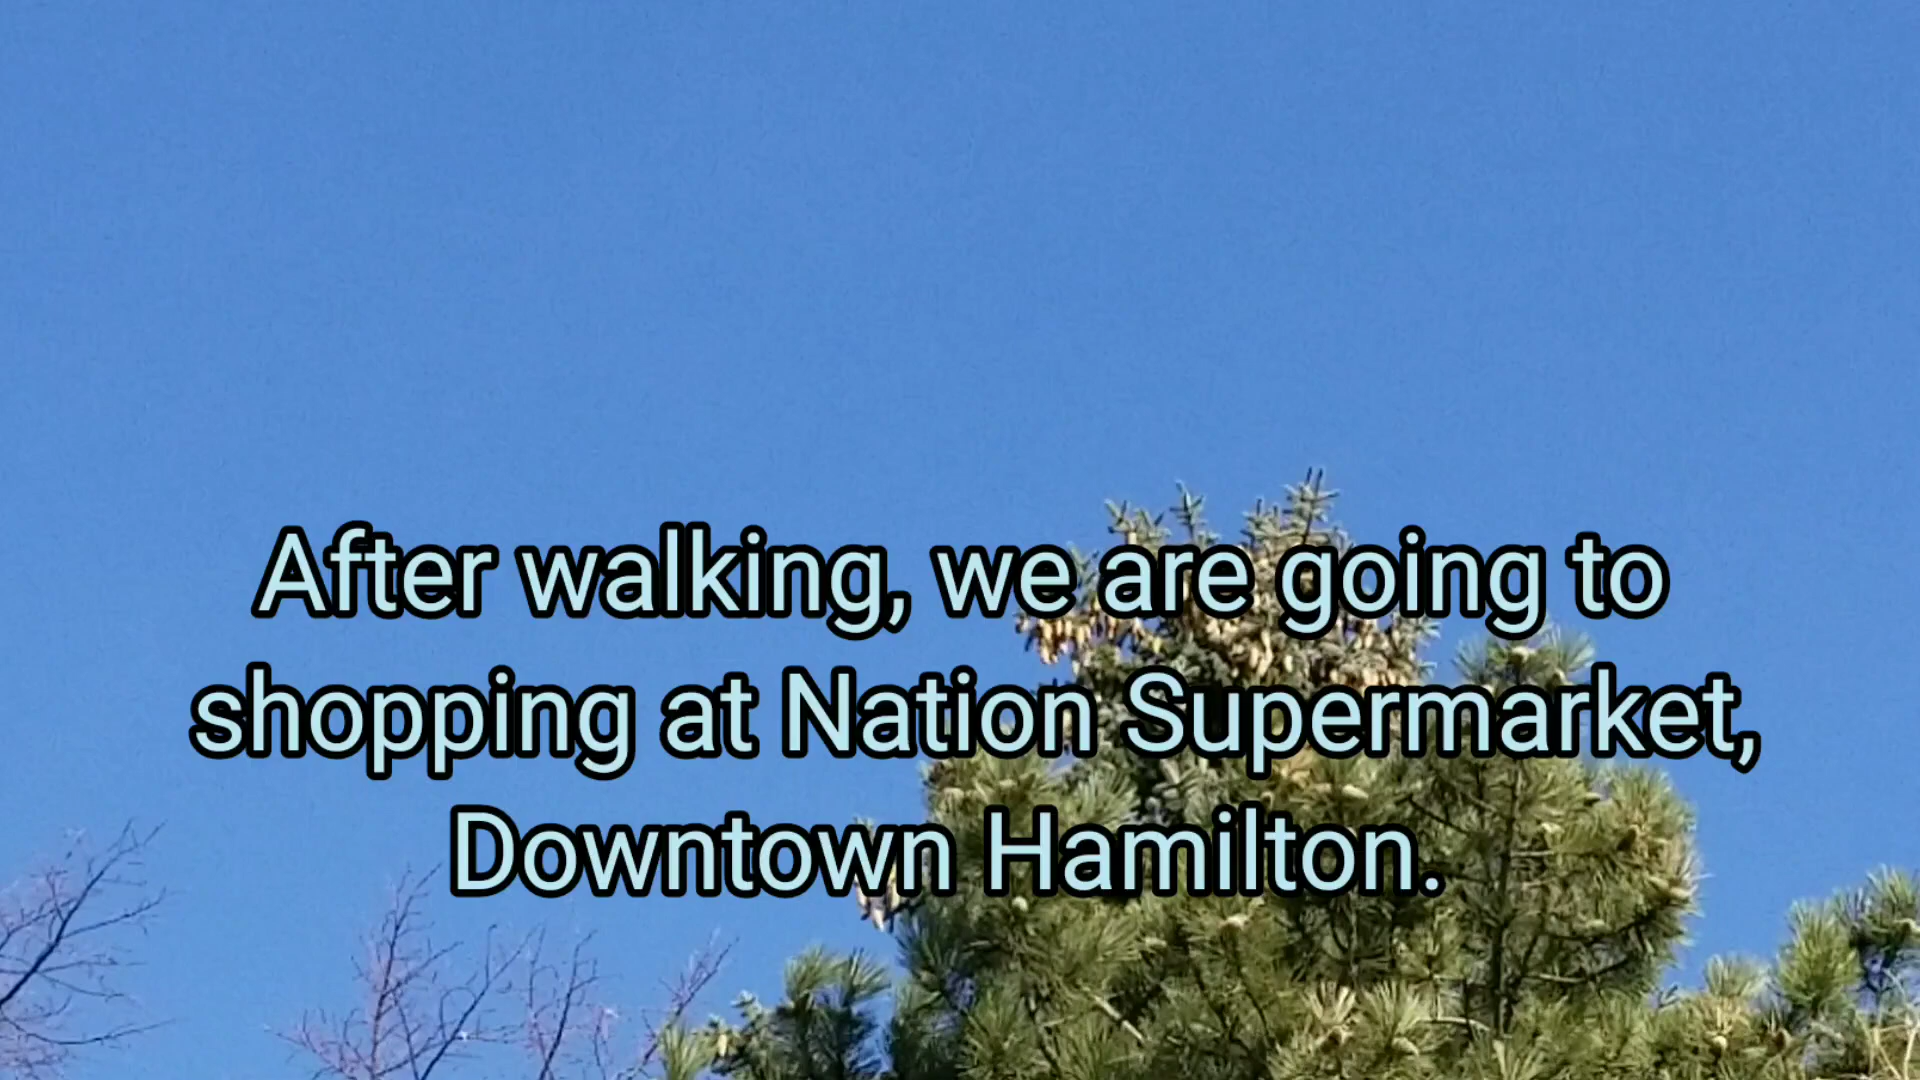 After walking, we are going to
shopping at Nation Supermarket,
Downtown Hamilton.